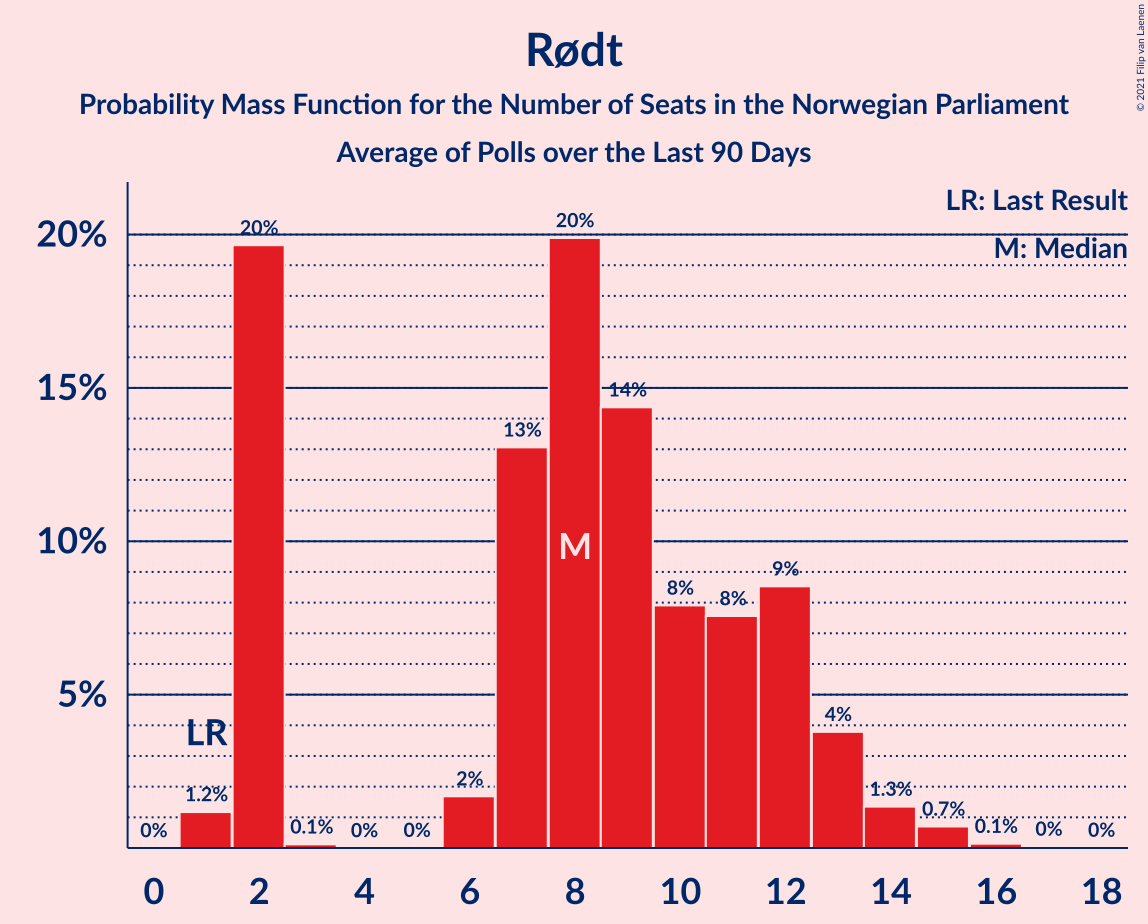 Rødt
Probability Mass Function for the Number of Seats in the Norwegian Parliament
Average of Polls over the Last 90 Days
© 2021 Filip van Laenen
LR: Last Result
M: Median
20%
15%
10%
5%
0%
1.2%
20%
0.1%
0%
0%
2%
13%
20%
14%
8%
8%
9%
4%
1.3%
0.7%
0.1%
0%
0%
LR
M
0 2 4 6 8 10 12 14 16 18